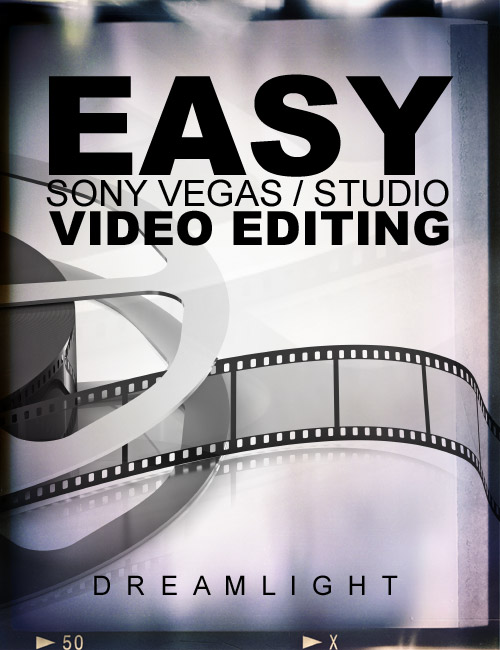 EASY
SONY VEGAS / STUDIO
VIDEO EDITING
DREAMLIGHT
50
X